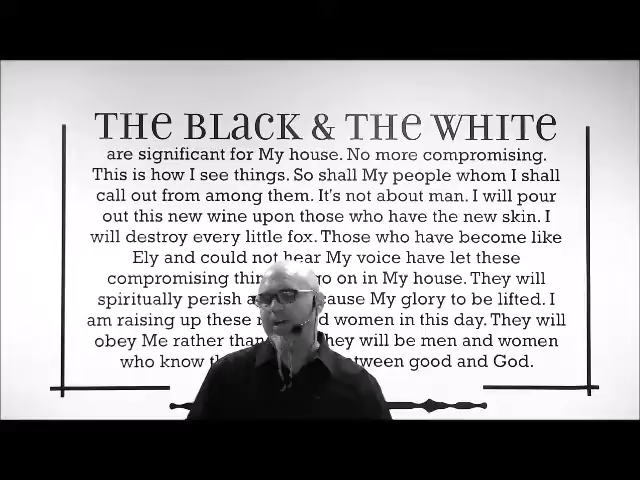 THE BLACK & THE WHITE
are significant for My house. No more compromising.
This is how I see things. So shall My people whom I shall
call out from among them. It's not about man. I will pour
out this new wine upon those who have the new skin. I
will destroy every little fox. Those who have become like
Ely and could not hear My voice have let these
compromising go on in My house. They will
spiritually perish My glory to be lifted. I
am raising up these women in this day. They will
obey Me rather They will be men and women
who know between good and God.